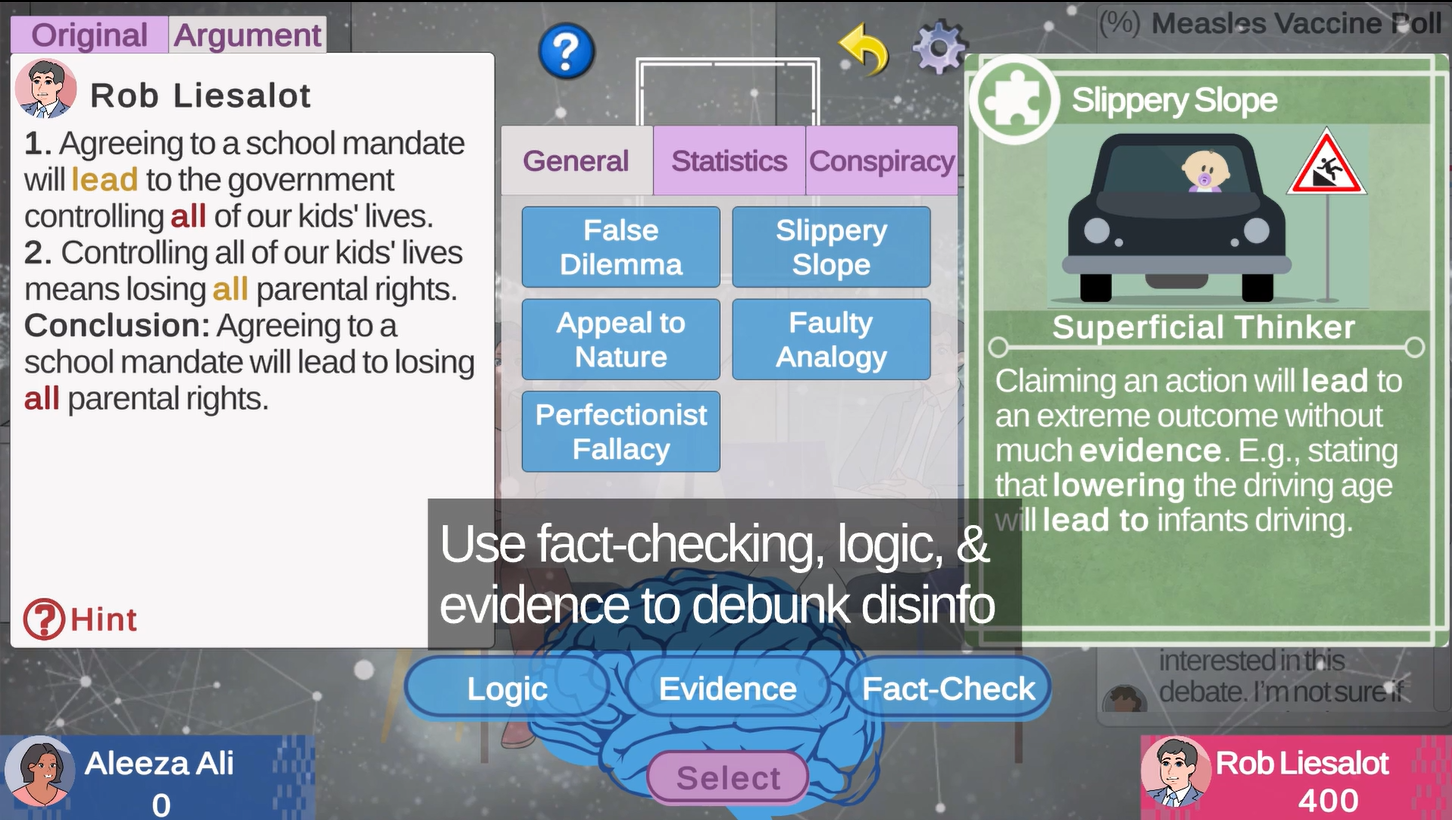 Original
Argument
Rob Liesalot
1. Agreeing to a school mandate
will lead to the government
controlling all of our kids' lives.
2. Controlling all of our kids' lives
means losing all parental rights.
Conclusion: Agreeing to a
school mandate will lead to losing
all parental rights.
?Hint
?
General
Statistics
Conspiracy
False
Dilemma
Slippery
Slope
Appeal to
Nature
Faulty
Analogy
Perfectionist
Fallacy
(%) Measles Vaccine Poll
Slippery Slope
Superficial Thinker
Claiming an action will lead to
an extreme outcome without
much evidence. E.g., stating
that lowering the driving age
will lead to infants driving.
Use fact-checking, logic, &
evidence to debunk disinfo
interested in this
debate. I'm not sure if
Logic
Evidence
Fact-Check
Select
Aleeza Ali
0
Rob Liesalot
400